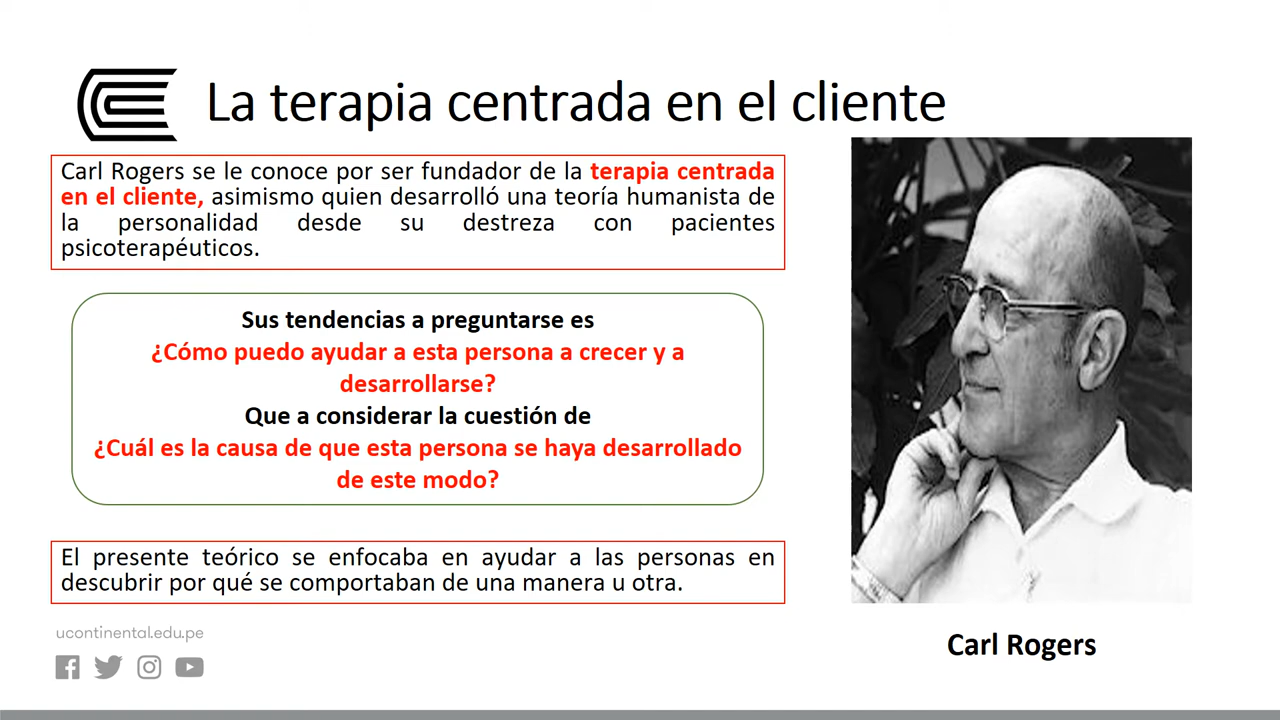 La terapia centrada en el cliente
Carl Rogers se le conoce por ser fundador de la terapia centrada
en el cliente, asimismo quien desarrolló una teoría humanista de
la personalidad desde su destreza con pacientes
psicoterapéuticos.
Sus tendencias a preguntarse es
¿Cómo puedo ayudar a esta persona a crecer y a
desarrollarse?
Que a considerar la cuestión de
¿Cuál es la causa de que esta persona se haya desarrollado
de este modo?
El presente teórico se enfocaba en ayudar a las personas en
descubrir por qué se comportaban de una manera u otra.
ucontinental.edu.pe
Carl Rogers